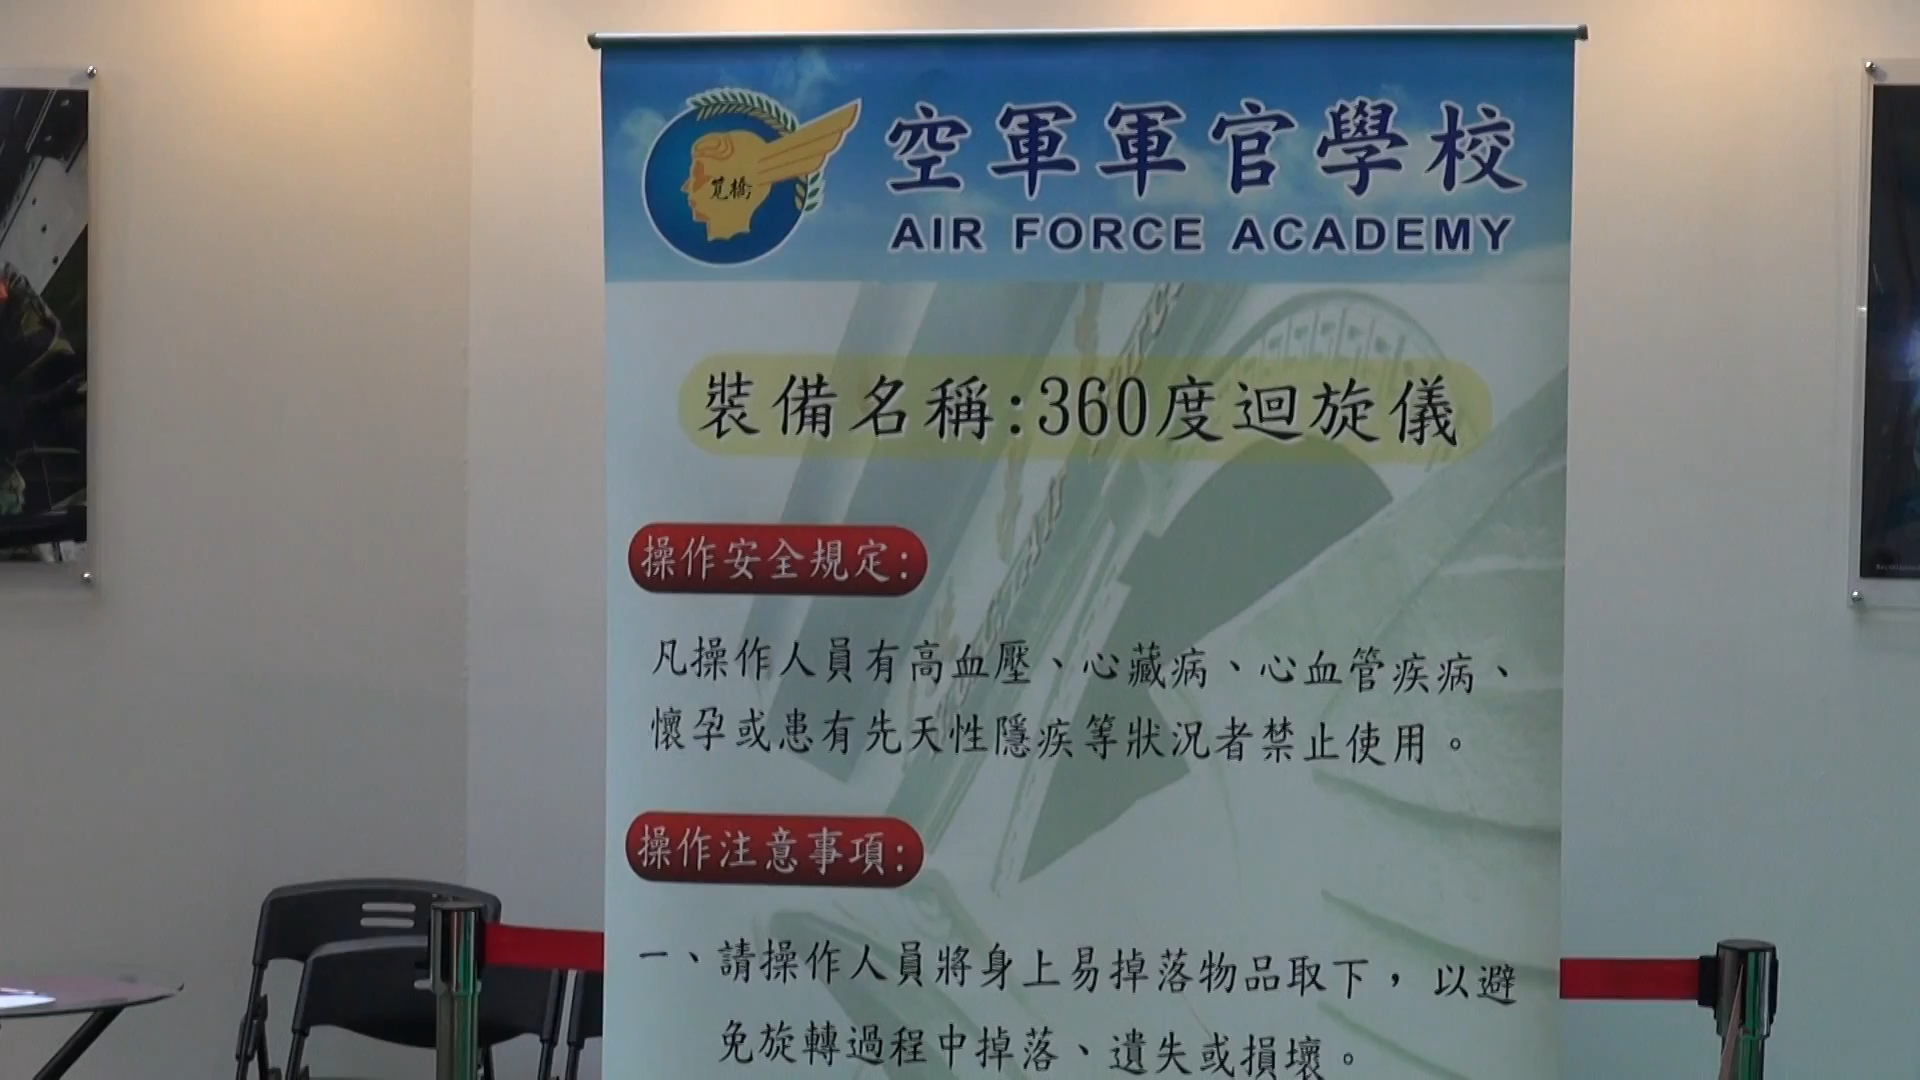 空軍軍官學校
AIR FORCE ACADEMY
筧橋
裝備名稱:360度迴旋儀
操作安全規定:
凡操作人員有高血壓、心藏病、心血管疾病、
懷孕或患有先天性隱疾等狀況者禁止使用。
操作注意事項:
一、請操作人員將身上易掉落物品取下，以避
免旋轉過程中掉落、遺失或損壞。